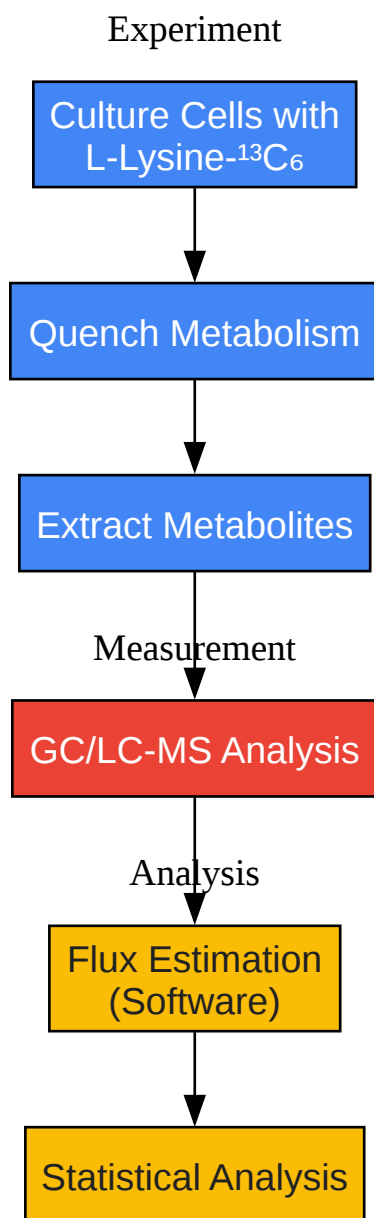 Experiment
Culture Cells with
L-Lysine-¹³C₆
Quench Metabolism
Extract Metabolites
Measurement
GC/LC-MS Analysis
Analysis
Flux Estimation
(Software)
Statistical Analysis